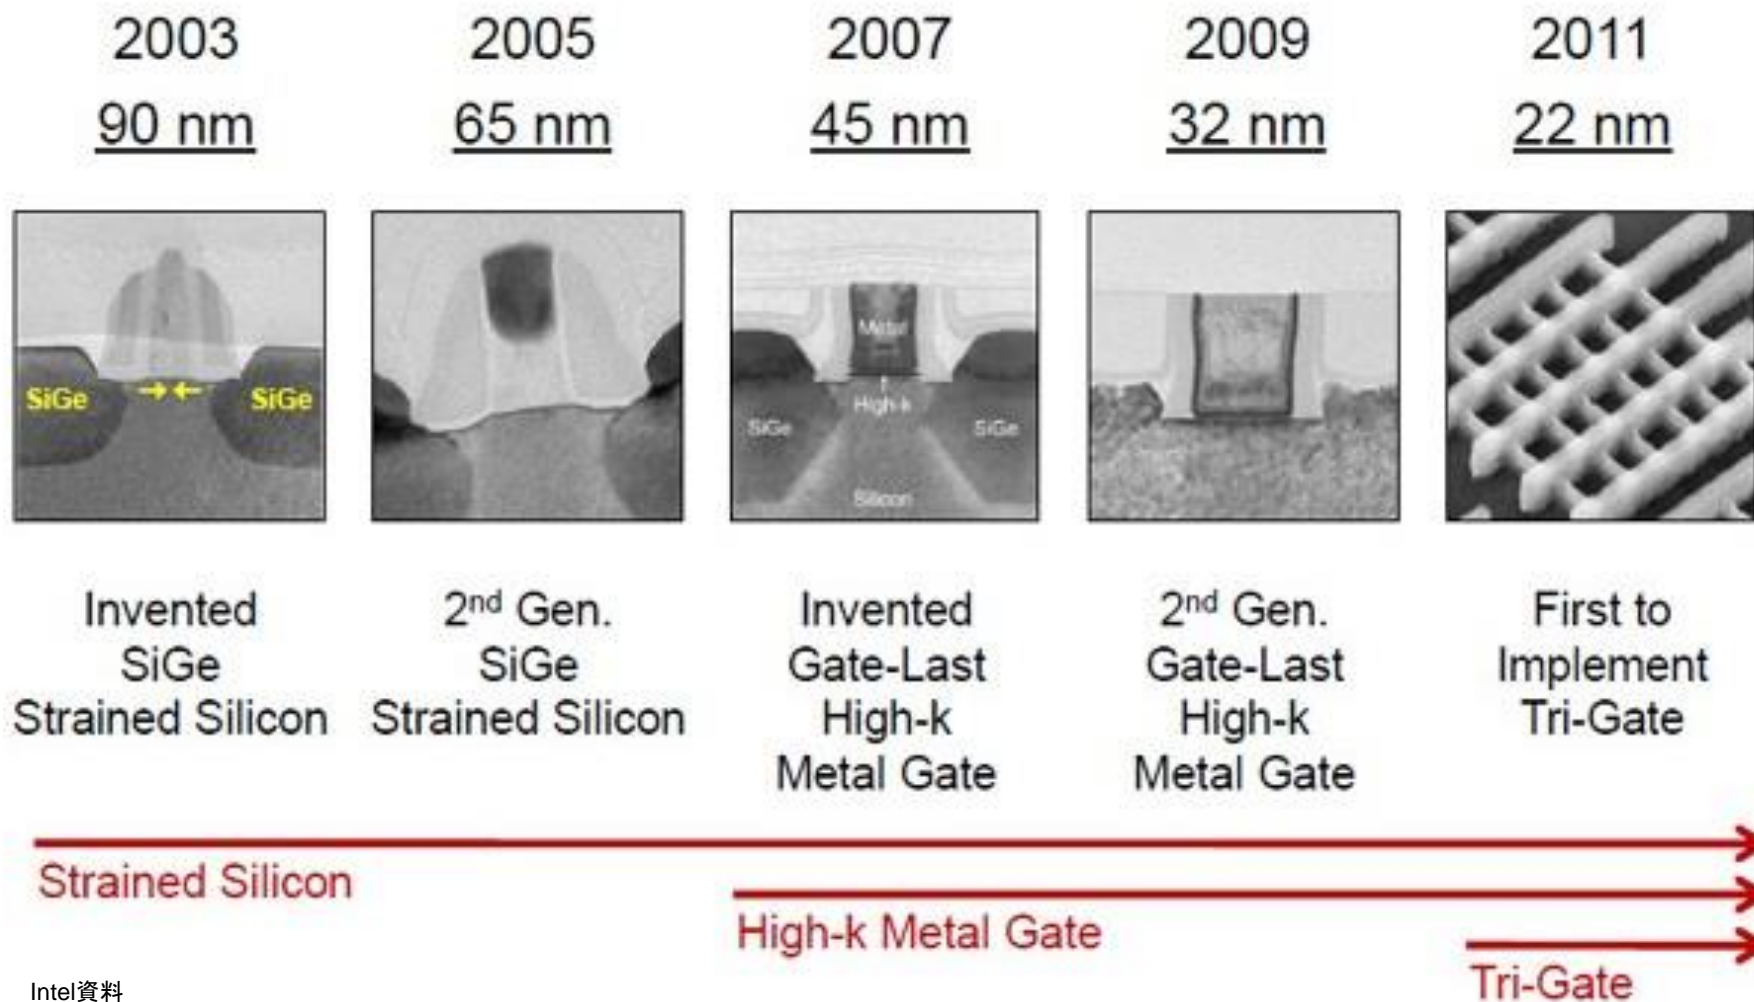 2003
90 nm
2005
65 nm
2007
45 nm
2009
32 nm
2011
22 nm
SiGe
SiGe
Metal
High-k
SiGe
SiGe
Silicon
Invented
SiGe
Strained Silicon
2nd Gen.
SiGe
Strained Silicon
Invented
Gate-Last
High-k
Metal Gate
2nd Gen.
Gate-Last
High-k
Metal Gate
First to
Implement
Tri-Gate
Strained Silicon
High-k Metal Gate
Tri-Gate
Intel資料